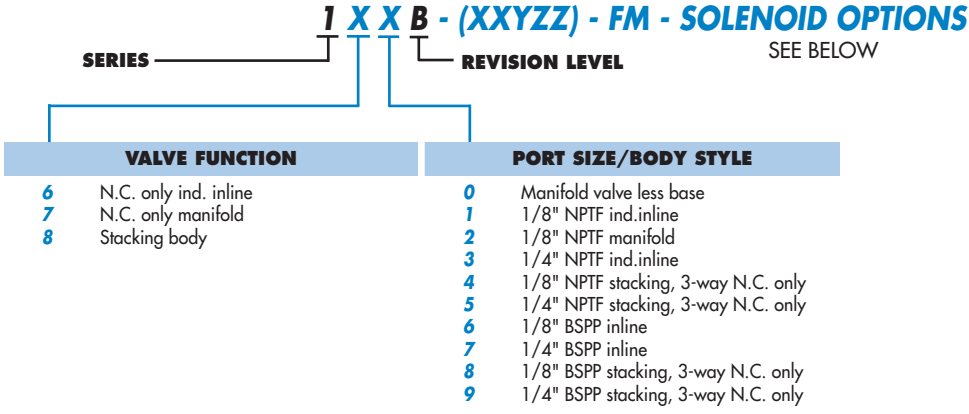 1 X X B - (XXYZZ) - FM - SOLENOID OPTIONS
SEE BELOW
SERIES
REVISION LEVEL
VALVE FUNCTION
6 N.C. only ind. inline
7 N.C. only manifold
8 Stacking body
PORT SIZE/BODY STYLE
0 Manifold valve less base
1 1/8" NPTF ind.inline
2 1/8" NPTF manifold
3 1/4" NPTF ind.inline
4 1/8" NPTF stacking, 3-way N.C. only
5 1/4" NPTF stacking, 3-way N.C. only
6 1/8" BSPP inline
7 1/4" BSPP inline
8 1/8" BSPP stacking, 3-way N.C. only
9 1/4" BSPP stacking, 3-way N.C. only